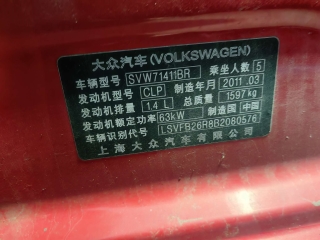 大众汽车(VOLKSWAGEN)
车辆型号 SVW71411BR 乘坐人数 5
发动机型号 CLP 制造年月 2011.03
发动机排量 1.4 L 总质量 1597kg
发动机额定功率 63kW 制造国 中国
车辆识别代号 LSVFB26R8B2080576
上海大众汽车有限公司